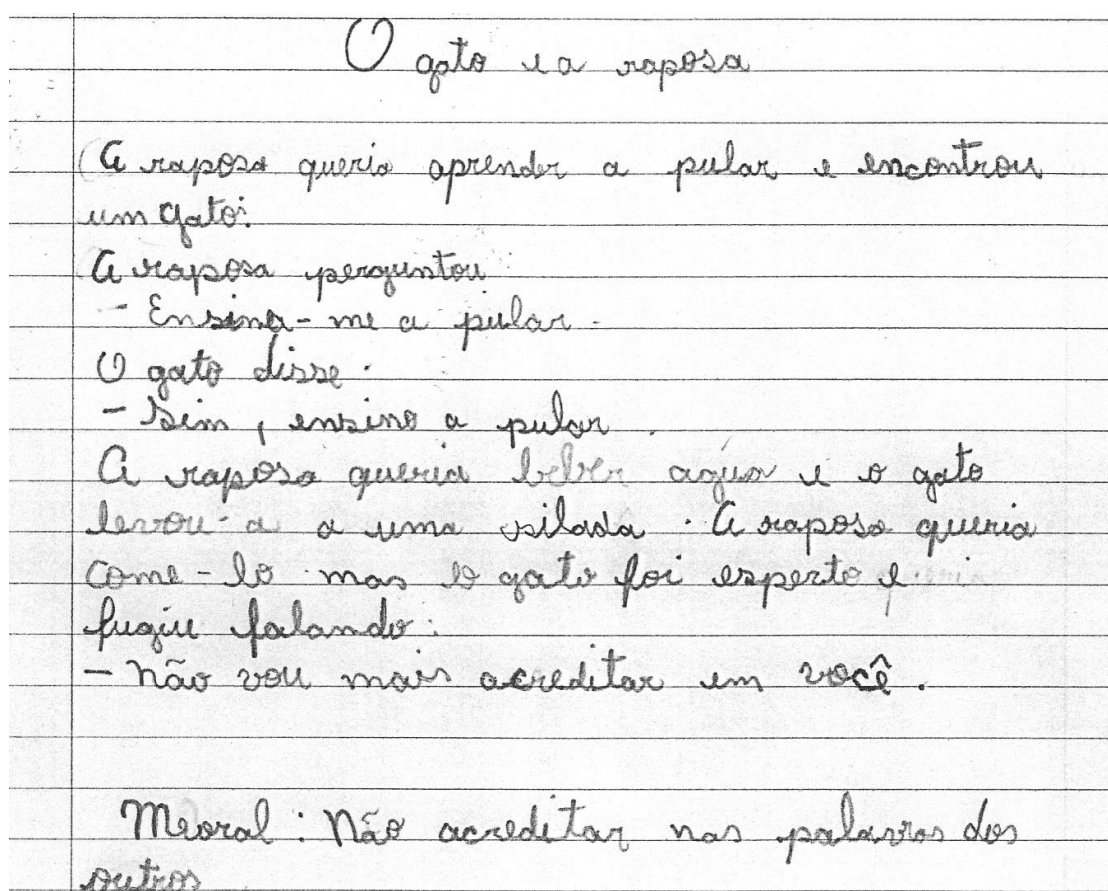 O gato e a raposa
A raposa queria aprender a pular e encontrou
um gato:
A raposa perguntou
- Ensina-me a pular.
O gato disse.
- Sim, ensino a pular.
A raposa queria beber agua e o gato
levou-a a uma silada. A raposa queria
come-lo mas o gato foi esperto e
fugiu falando:
- não vou mais acreditar em você.
Meoral: Não acreditar nas palavras dos
outros